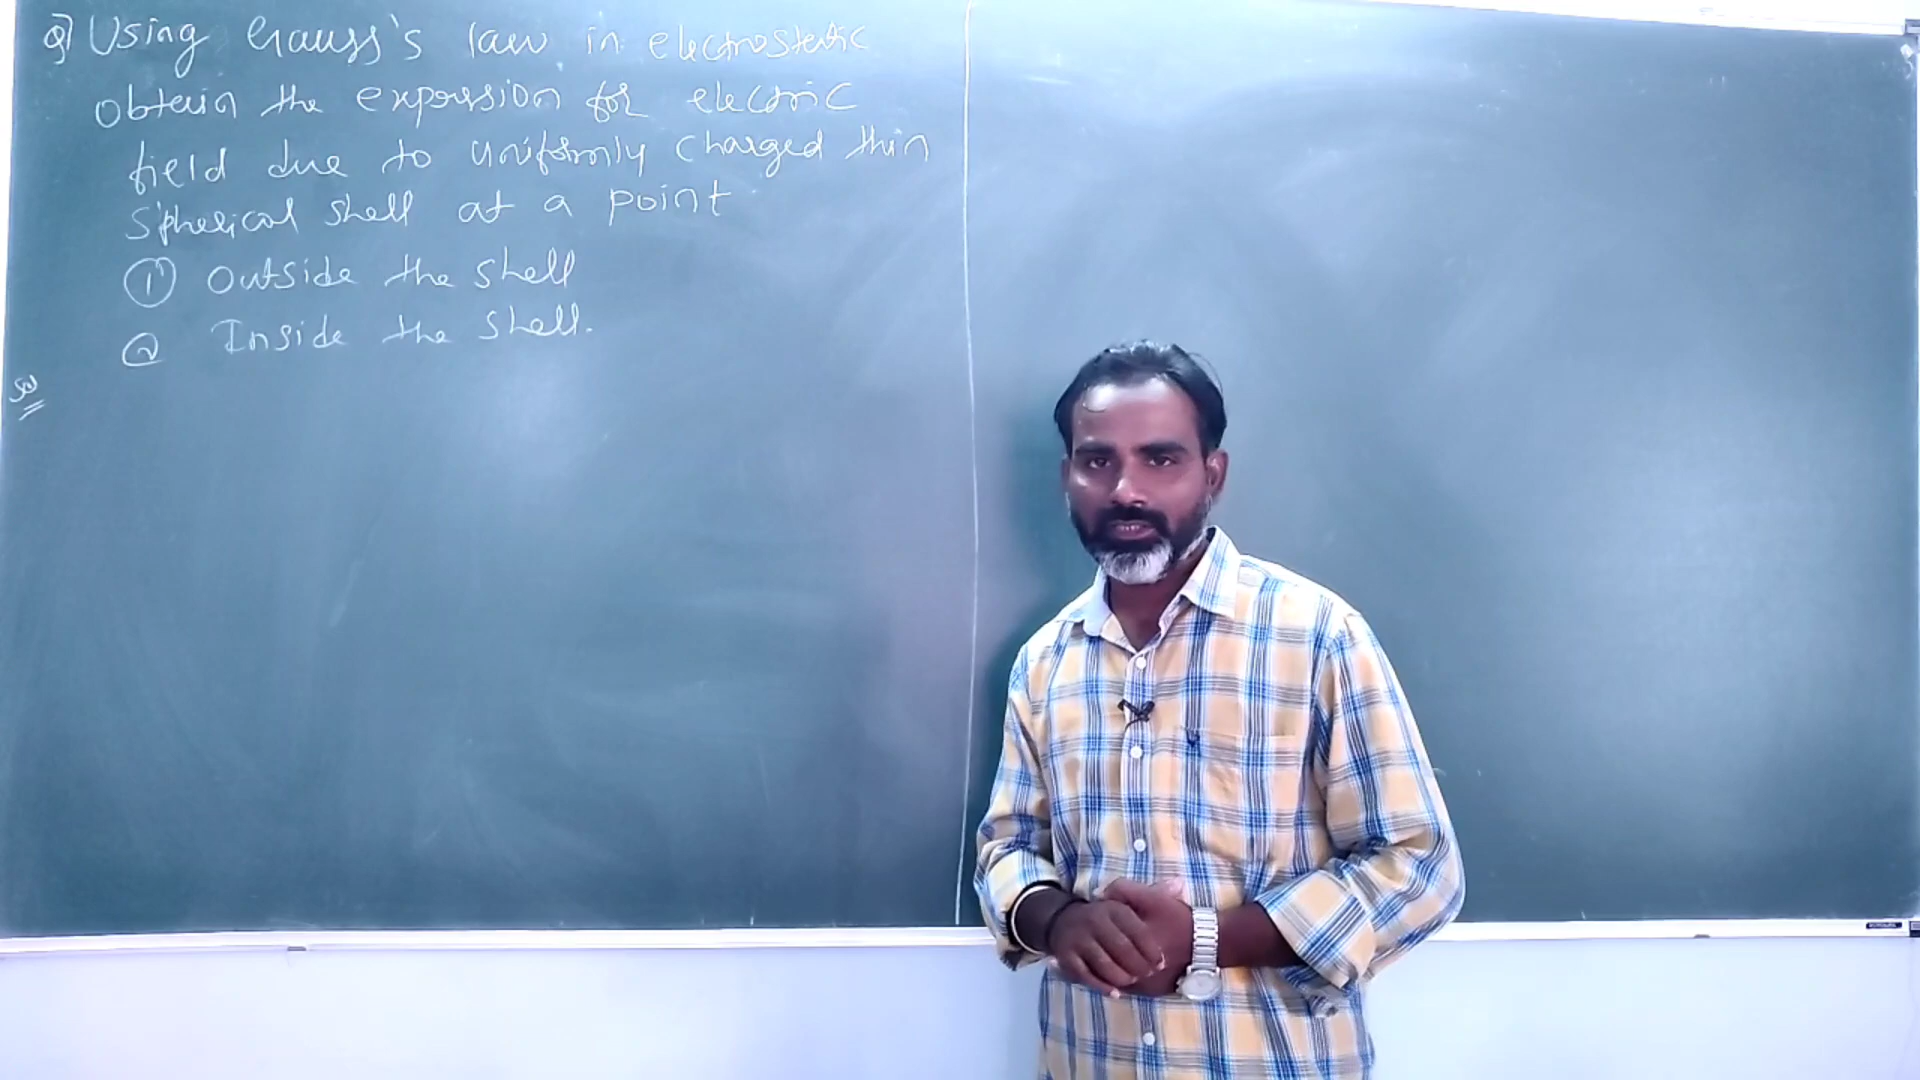 Q] Using Gauss's law in electrostatic
obtain the expression for electric
field due to uniformly charged thin
spherical shell at a point
① Outside the shell
② Inside the shell.
Sol